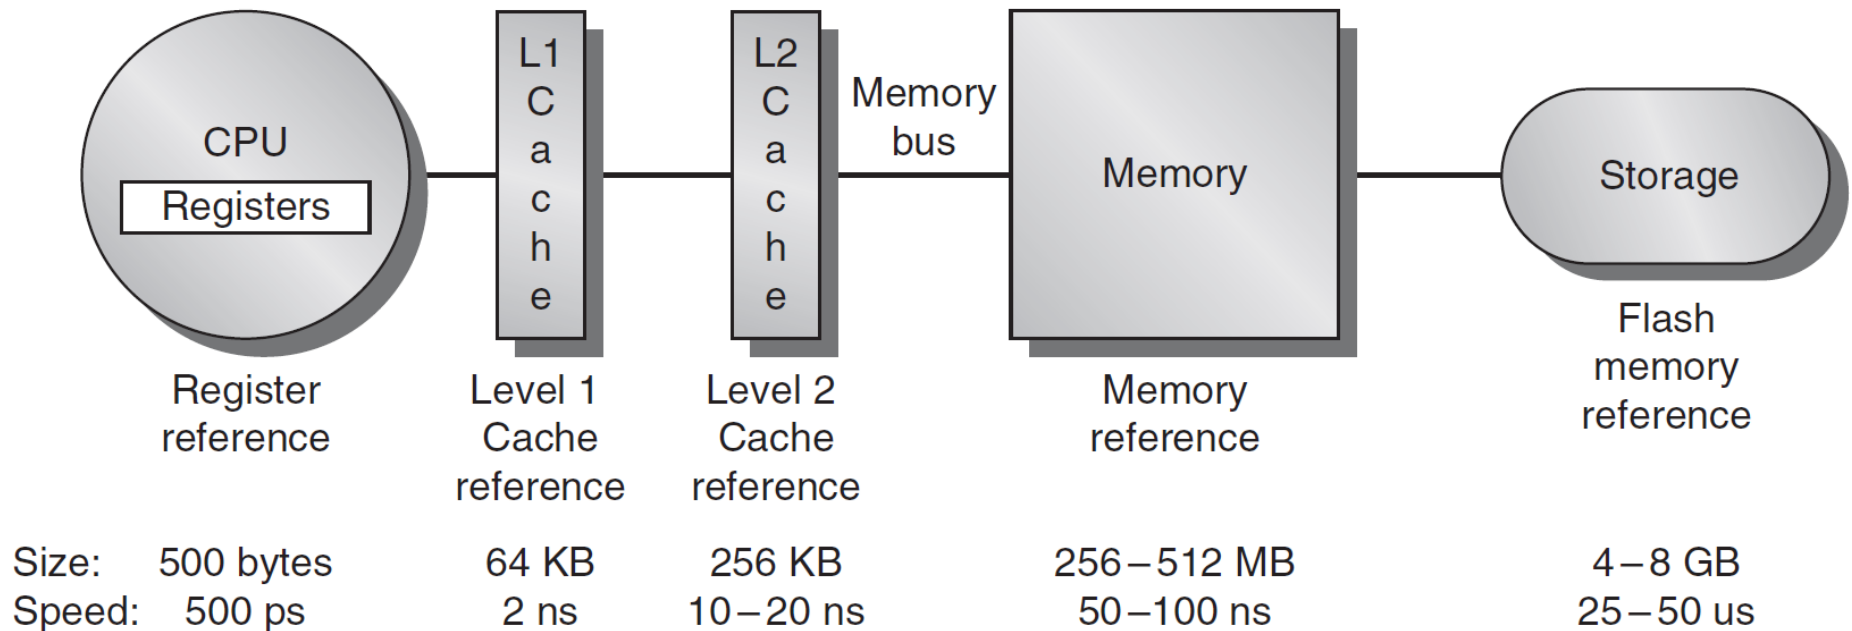 CPU
Registers
L1
C
a
c
h
e
L2
C
a
c
h
e
Memory
bus
Memory
Storage
Register
reference
Level 1
Cache
reference
Level 2
Cache
reference
Memory
reference
Flash
memory
reference
Size: 500 bytes 64 KB 256 KB 256–512 MB 4–8 GB
Speed: 500 ps 2 ns 10–20 ns 50–100 ns 25–50 us